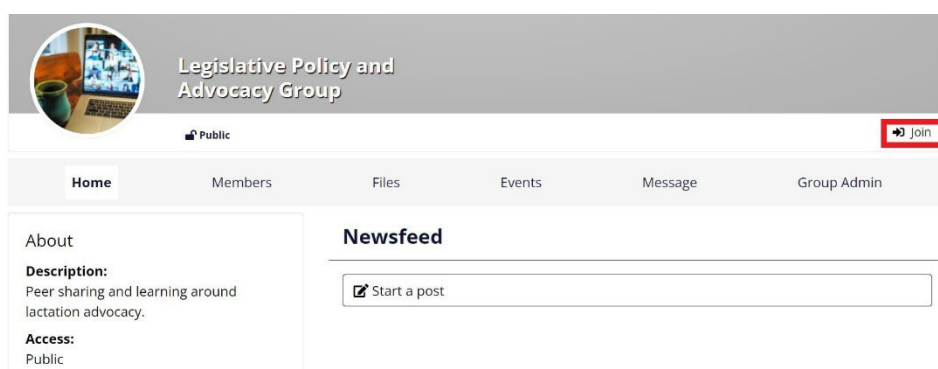 Legislative Policy and
Advocacy Group
Public
Join
Home Members Files Events Message Group Admin
About
Description:
Peer sharing and learning around
lactation advocacy.
Access:
Public
Newsfeed
Start a post